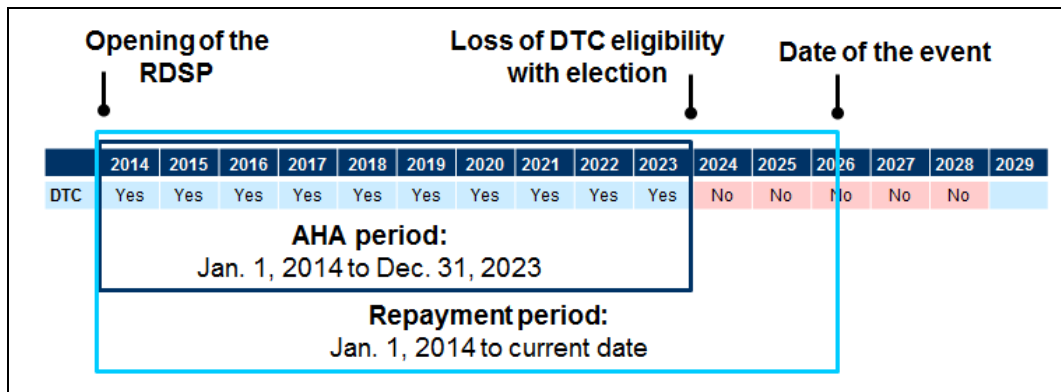 Opening of the RDSP
Loss of DTC eligibility with election
Date of the event
2014 2015 2016 2017 2018 2019 2020 2021 2022 2023 2024 2025 2026 2027 2028 2029
DTC Yes Yes Yes Yes Yes Yes Yes Yes Yes Yes No No No No No
AHA period:
Jan. 1, 2014 to Dec. 31, 2023
Repayment period:
Jan. 1, 2014 to current date